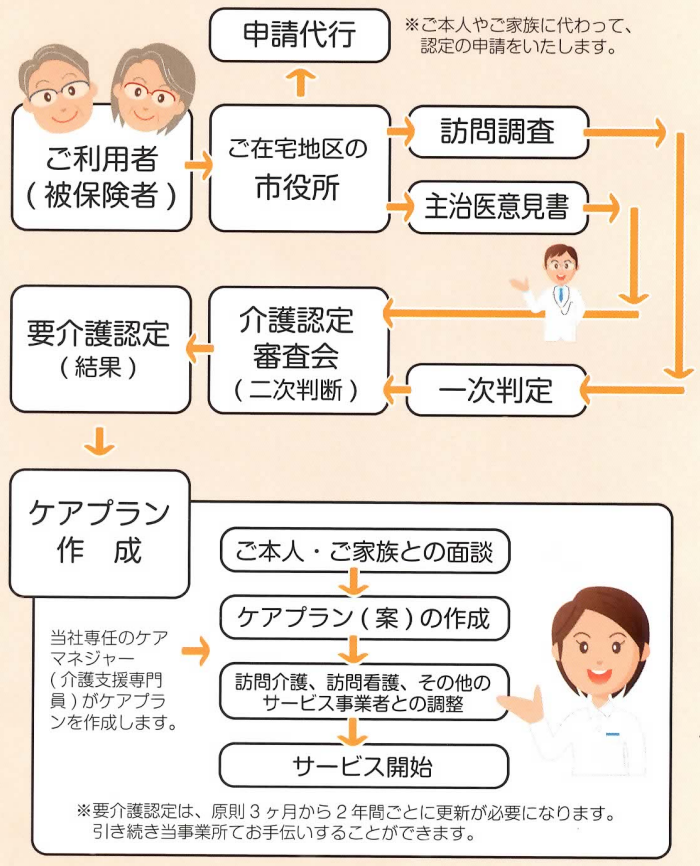 申請代行
※ご本人やご家族に代わって、
認定の申請をいたします。
ご利用者
(被保険者)
ご在宅地区の
市役所
訪問調査
主治医意見書
要介護認定
(結果)
介護認定
審査会
(二次判断)
一次判定
ケアプラン
作 成
ご本人・ご家族との面談
ケアプラン(案)の作成
当社専任のケア
マネジャー
(介護支援専門
員)がケアプラ
ンを作成します。
訪問介護、訪問看護、その他の
サービス事業者との調整
サービス開始
※要介護認定は、原則3ヶ月から2年間ごとに更新が必要になります。
引き続き当事業所てお手伝いすることができます。